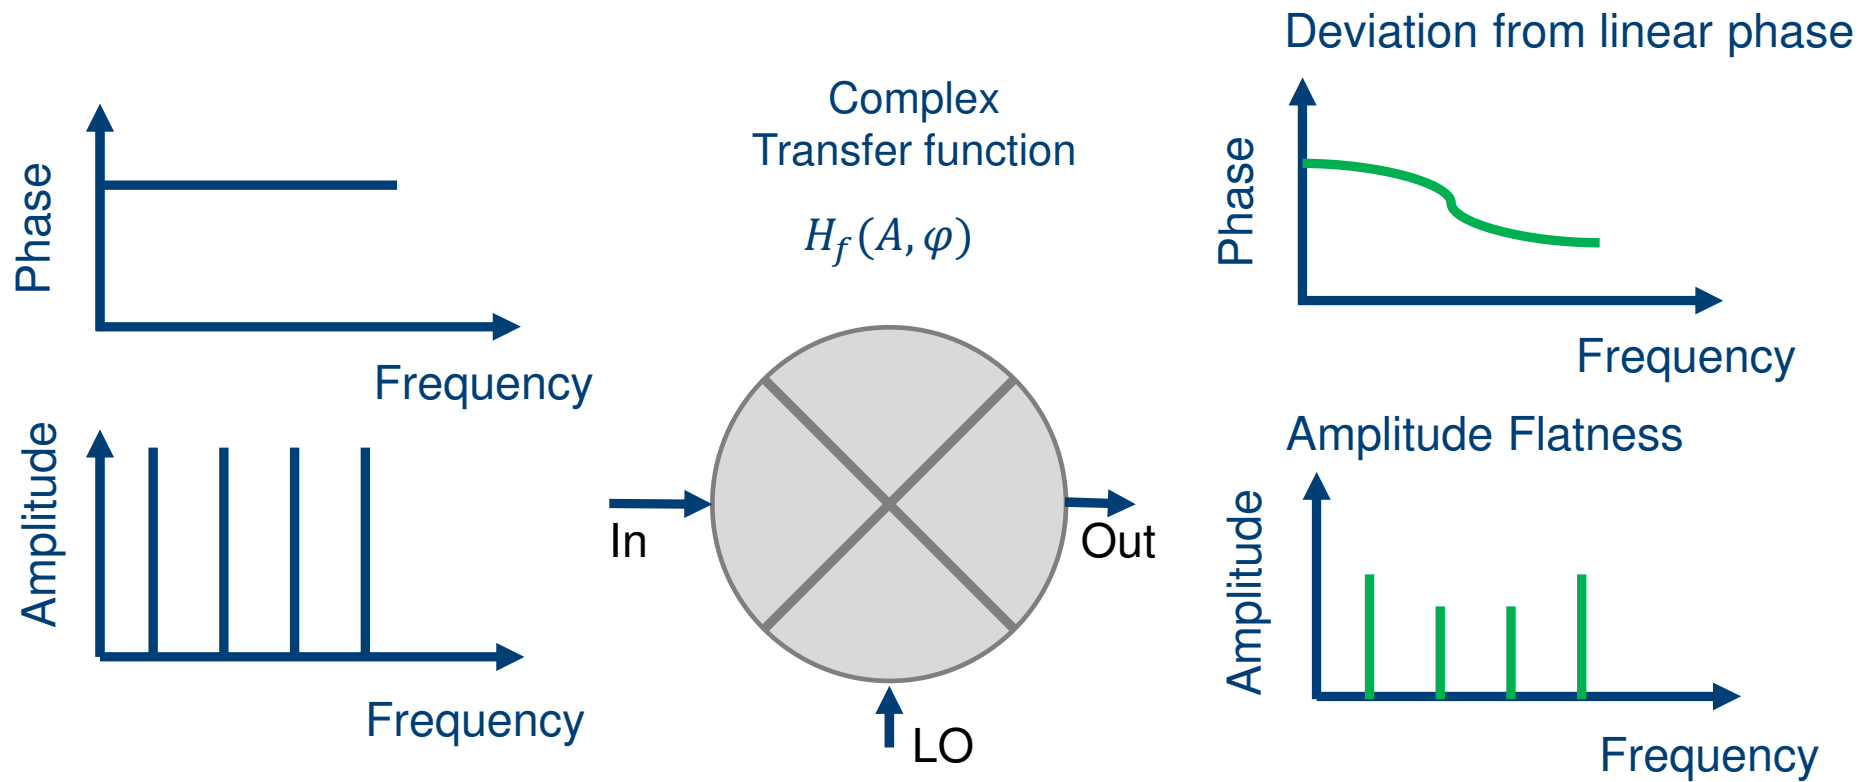 Deviation from linear phase
Complex
Transfer function
H_f(A, φ)
Phase
Frequency
Phase
Frequency
Amplitude Flatness
Amplitude
Frequency
In
Out
LO
Amplitude
Frequency